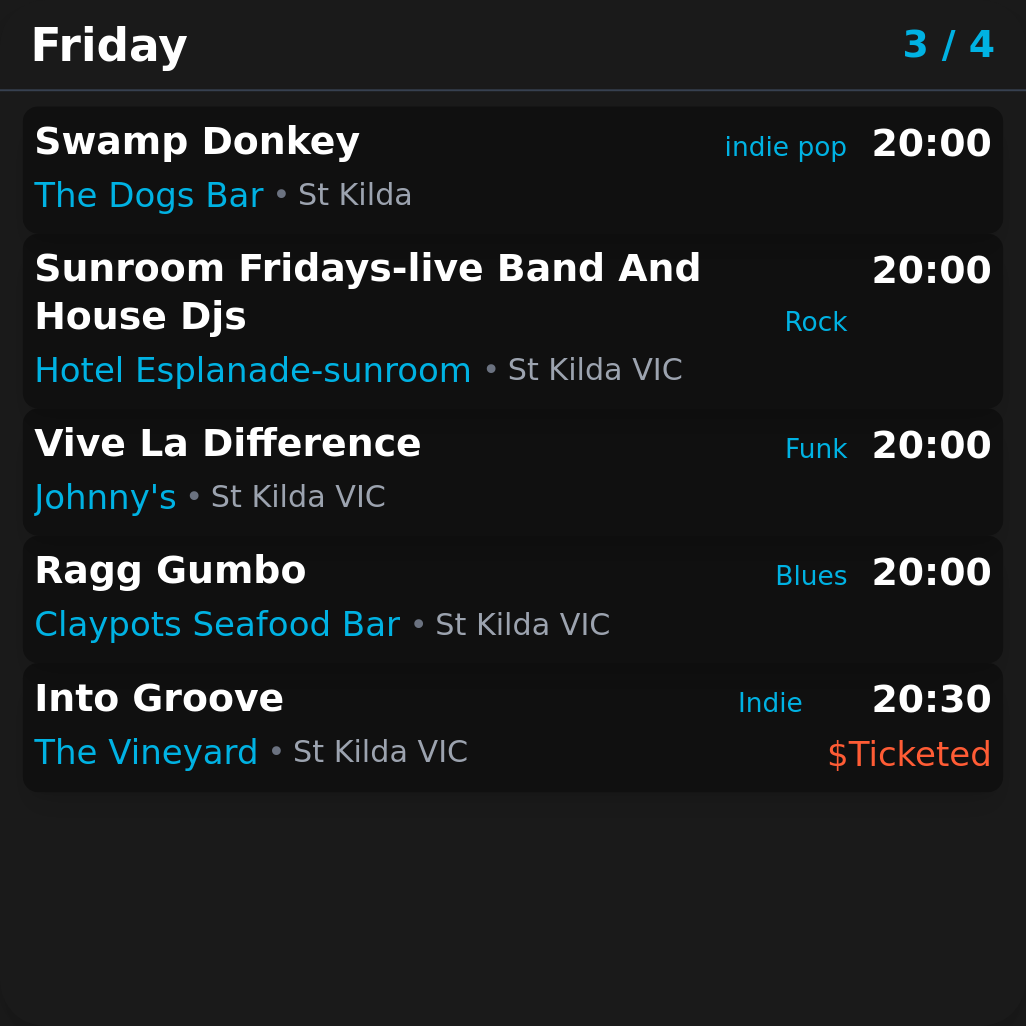 Friday 3 / 4
Swamp Donkey indie pop 20:00
The Dogs Bar • St Kilda
Sunroom Fridays-live Band And 20:00
House Djs Rock
Hotel Esplanade-sunroom • St Kilda VIC
Vive La Difference Funk 20:00
Johnny's • St Kilda VIC
Ragg Gumbo Blues 20:00
Claypots Seafood Bar • St Kilda VIC
Into Groove Indie 20:30
The Vineyard • St Kilda VIC $Ticketed